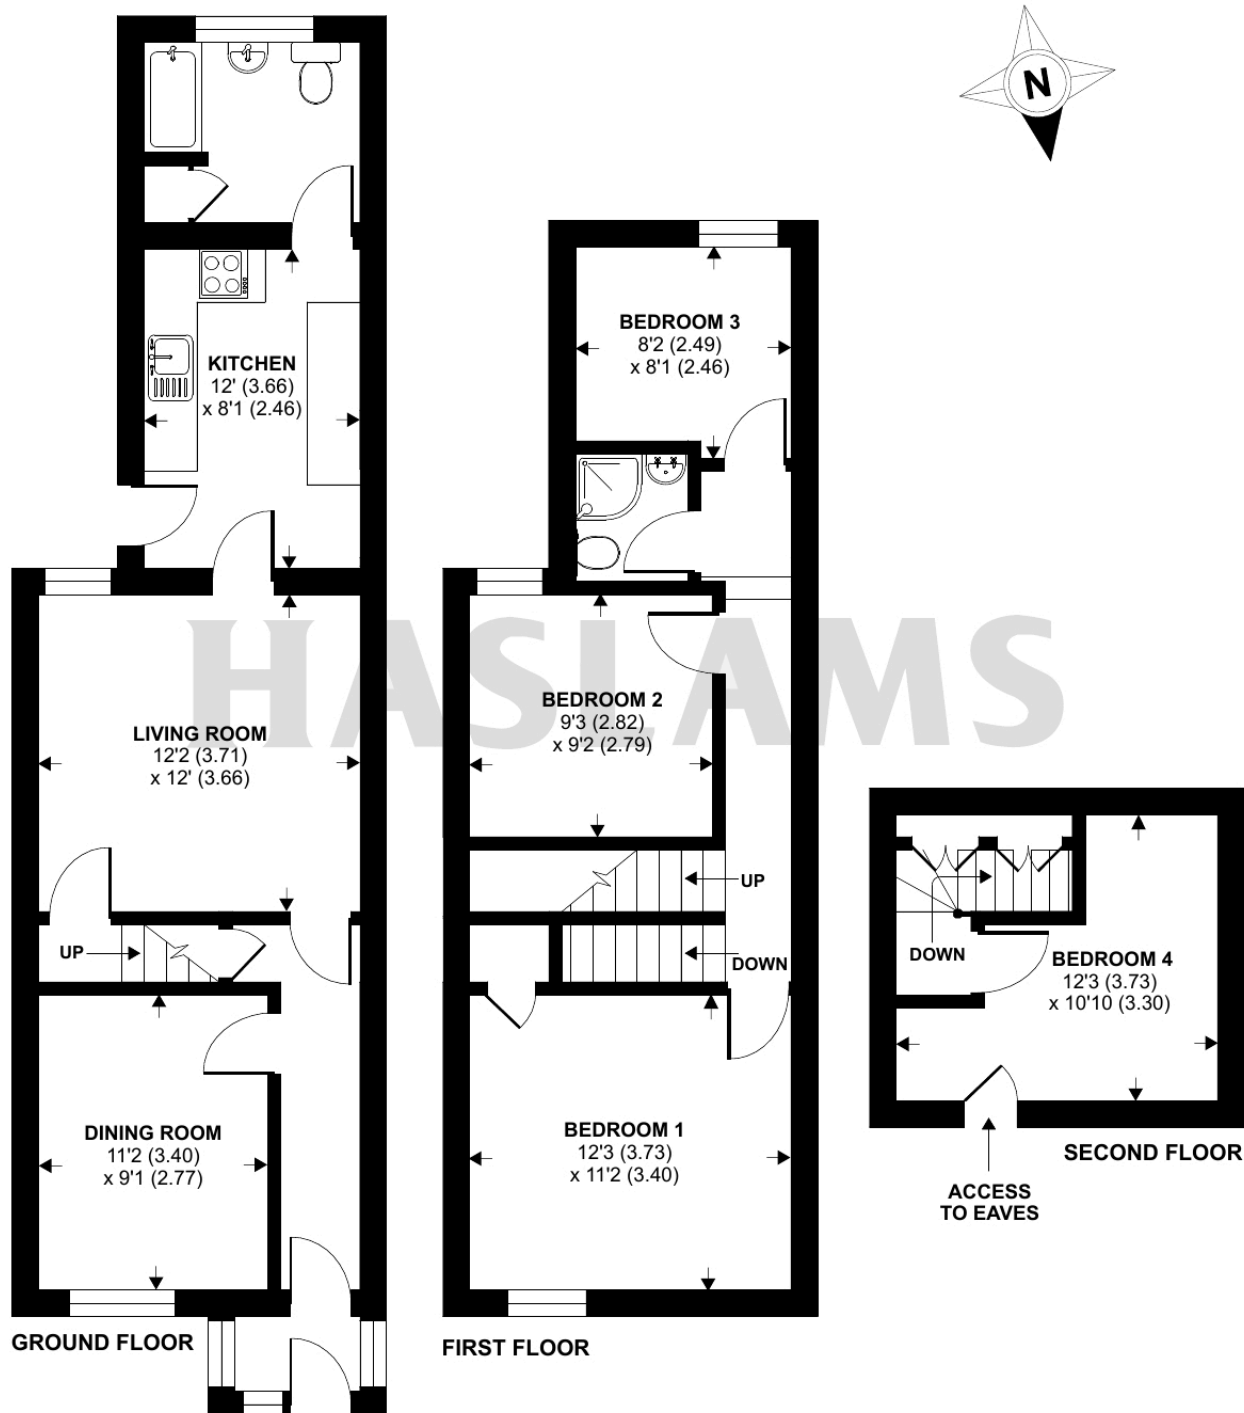 N
KITCHEN
12' (3.66)
x 8'1 (2.46)
BEDROOM 3
8'2 (2.49)
x 8'1 (2.46)
HASLAMS
LIVING ROOM
12'2 (3.71)
x 12' (3.66)
BEDROOM 2
9'3 (2.82)
x 9'2 (2.79)
UP
DOWN
UP
DINING ROOM
11'2 (3.40)
x 9'1 (2.77)
BEDROOM 1
12'3 (3.73)
x 11'2 (3.40)
DOWN
BEDROOM 4
12'3 (3.73)
x 10'10 (3.30)
SECOND FLOOR
ACCESS
TO EAVES
GROUND FLOOR
FIRST FLOOR